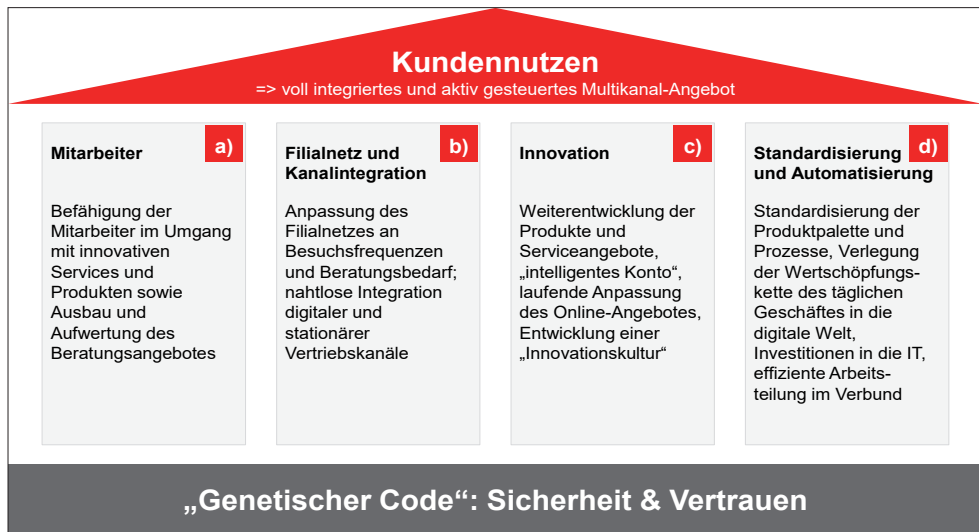 Kundennutzen
=> voll integriertes und aktiv gesteuertes Multikanal-Angebot
a)
Mitarbeiter
Befähigung der
Mitarbeiter im Umgang
mit innovativen
Services und
Produkten sowie
Ausbau und
Aufwertung des
Beratungsangebotes
b)
Filialnetz und
Kanalintegration
Anpassung des
Filialnetzes an
Besuchsfrequenzen
und Beratungsbedarf;
nahtlose Integration
digitaler und
stationärer
Vertriebskanäle
c)
Innovation
Weiterentwicklung der
Produkte und
Serviceangebote,
„intelligentes Konto“,
laufende Anpassung
des Online-Angebotes,
Entwicklung einer
„Innovationskultur“
d)
Standardisierung
und Automatisierung
Standardisierung der
Produktpalette und
Prozesse, Verlegung
der Wertschöpfungs-
kette des täglichen
Geschäftes in die
digitale Welt,
Investitionen in die IT,
effiziente Arbeits-
teilung im Verbund
„Genetischer Code“: Sicherheit & Vertrauen